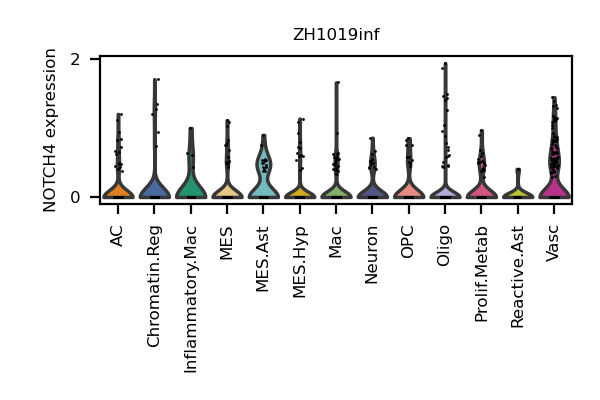 ZH1019inf
NOTCH4 expression
2
0
AC
Chromatin.Reg
Inflammatory.Mac
MES
MES.Ast
MES.Hyp
Mac
Neuron
OPC
Oligo
Prolif.Metab
Reactive.Ast
Vasc